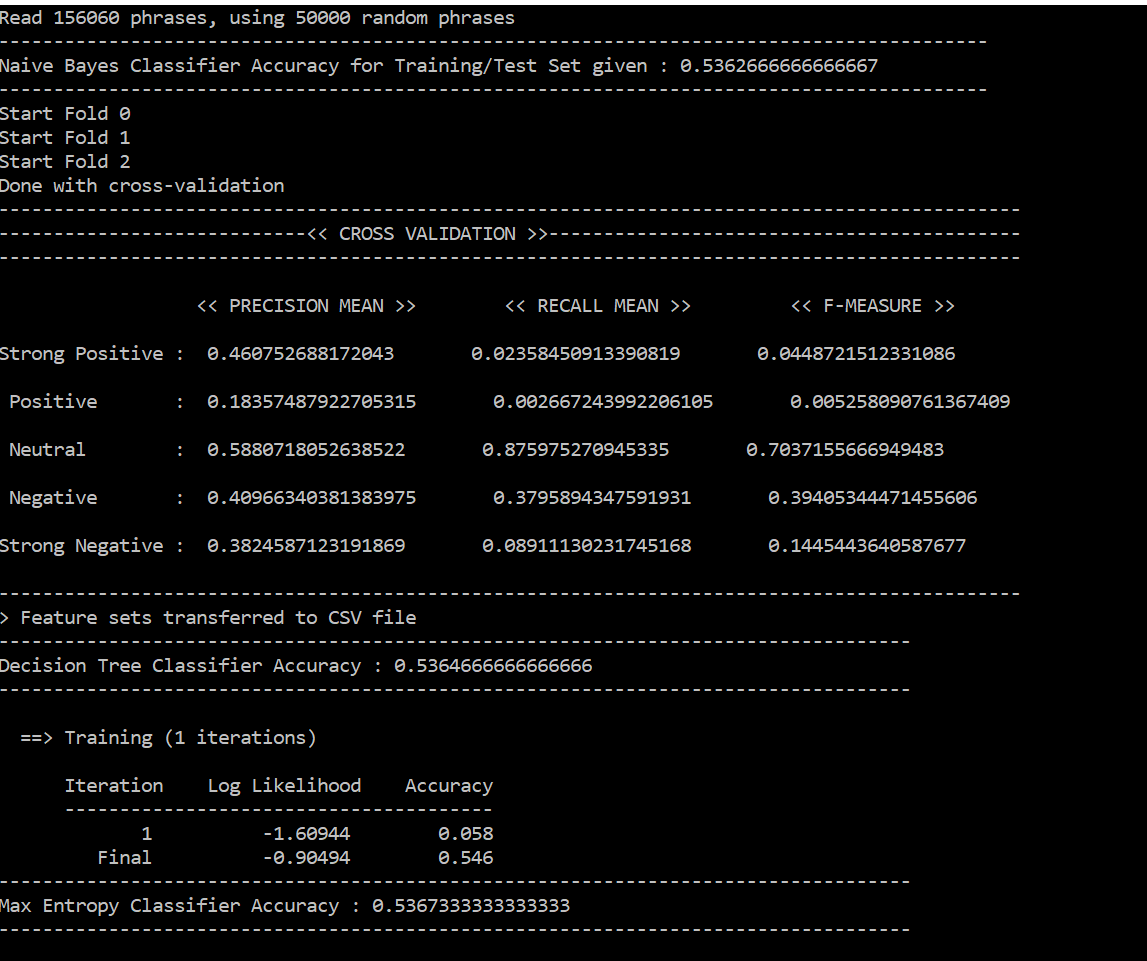 Read 156060 phrases, using 50000 random phrases
------------------------------------------------------------------------------------------
Naive Bayes Classifier Accuracy for Training/Test Set given : 0.5362666666666667
------------------------------------------------------------------------------------------
Start Fold 0
Start Fold 1
Start Fold 2
Done with cross-validation
---------------------------------------------------------------------------------------------
----------------------------<< CROSS VALIDATION >>-------------------------------------------
---------------------------------------------------------------------------------------------
<< PRECISION MEAN >> << RECALL MEAN >> << F-MEASURE >>
Strong Positive : 0.460752688172043 0.02358450913390819 0.0448721512331086
Positive : 0.18357487922705315 0.002667243992206105 0.005258090761367409
Neutral : 0.5880718052638522 0.875975270945335 0.7037155666949483
Negative : 0.40966340381383975 0.3795894347591931 0.39405344471455606
Strong Negative : 0.3824587123191869 0.08911130231745168 0.1445443640587677
---------------------------------------------------------------------------------------------
> Feature sets transferred to CSV file
-----------------------------------------------------------------------------------
Decision Tree Classifier Accuracy : 0.5364666666666666
-----------------------------------------------------------------------------------
==> Training (1 iterations)
Iteration Log Likelihood Accuracy
---------------------------------------
1 -1.60944 0.058
Final -0.90494 0.546
-----------------------------------------------------------------------------------
Max Entropy Classifier Accuracy : 0.5367333333333333
-----------------------------------------------------------------------------------